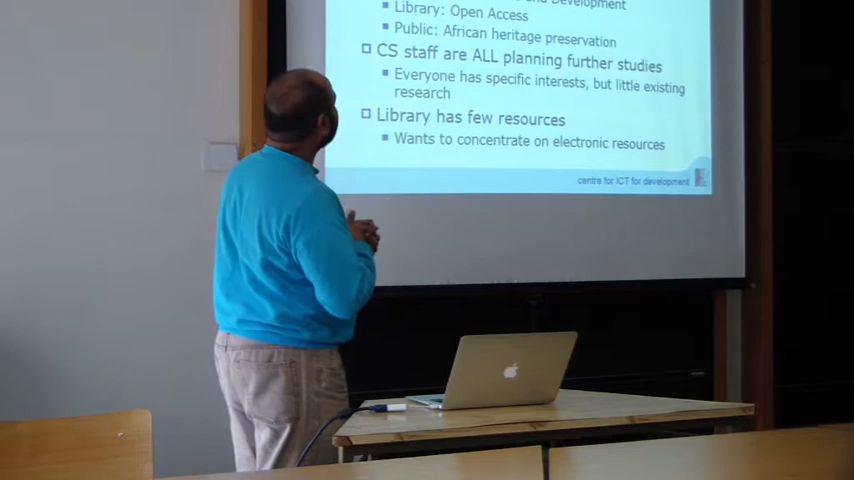 Development
Library: Open Access
Public: African heritage preservation
CS staff are ALL planning further studies
Everyone has specific interests, but little existing
research
Library has few resources
Wants to concentrate on electronic resources
centre for ICT for development